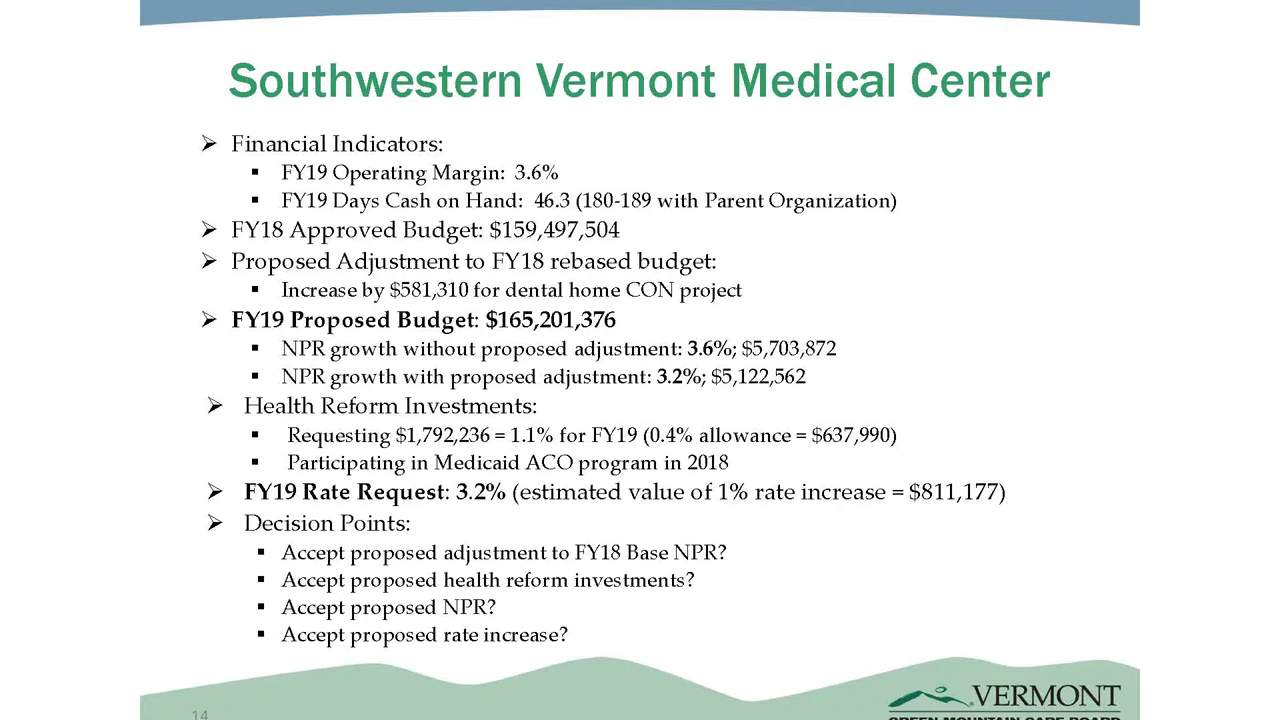 Southwestern Vermont Medical Center
➢ Financial Indicators:
▪ FY19 Operating Margin: 3.6%
▪ FY19 Days Cash on Hand: 46.3 (180-189 with Parent Organization)
➢ FY18 Approved Budget: $159,497,504
➢ Proposed Adjustment to FY18 rebased budget:
▪ Increase by $581,310 for dental home CON project
➢ FY19 Proposed Budget: $165,201,376
▪ NPR growth without proposed adjustment: 3.6%; $5,703,872
▪ NPR growth with proposed adjustment: 3.2%; $5,122,562
➢ Health Reform Investments:
▪ Requesting $1,792,236 = 1.1% for FY19 (0.4% allowance = $637,990)
▪ Participating in Medicaid ACO program in 2018
➢ FY19 Rate Request: 3.2% (estimated value of 1% rate increase = $811,177)
➢ Decision Points:
▪ Accept proposed adjustment to FY18 Base NPR?
▪ Accept proposed health reform investments?
▪ Accept proposed NPR?
▪ Accept proposed rate increase?
14
VERMONT
GREEN MOUNTAIN CARE BOARD